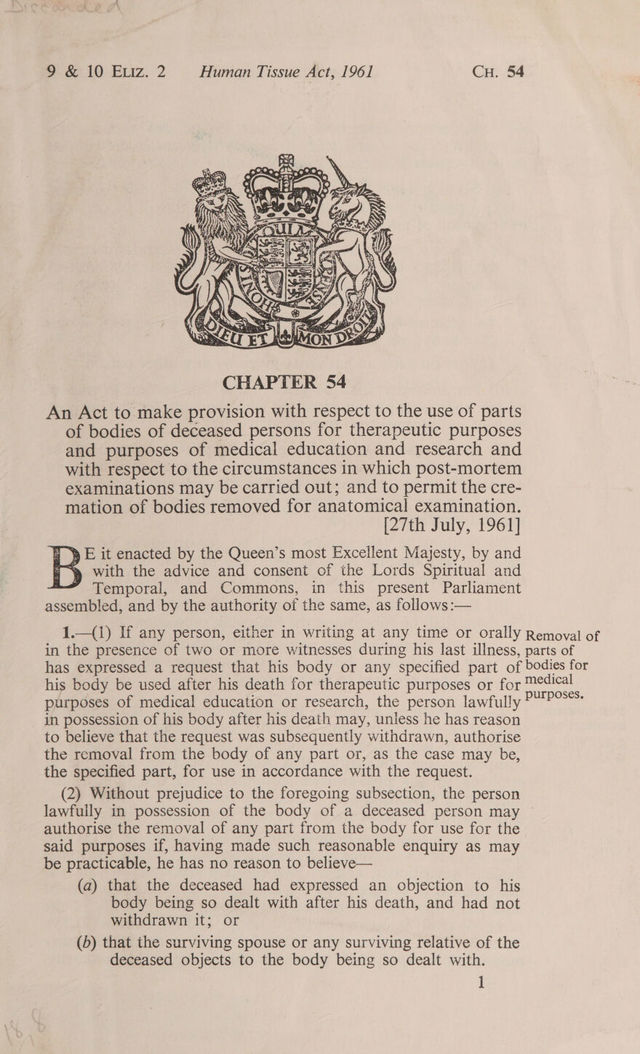 Discarded
9 & 10 ELIZ. 2 Human Tissue Act, 1961 CH. 54
HONI SOIT QUI MAL Y PENSE
DIEU ET MON DROIT
CHAPTER 54
An Act to make provision with respect to the use of parts
of bodies of deceased persons for therapeutic purposes
and purposes of medical education and research and
with respect to the circumstances in which post-mortem
examinations may be carried out; and to permit the cre-
mation of bodies removed for anatomical examination.
[27th July, 1961]
BE it enacted by the Queen's most Excellent Majesty, by and
with the advice and consent of the Lords Spiritual and
Temporal, and Commons, in this present Parliament
assembled, and by the authority of the same, as follows:—
1.—(1) If any person, either in writing at any time or orally
in the presence of two or more witnesses during his last illness,
has expressed a request that his body or any specified part of
his body be used after his death for therapeutic purposes or for
purposes of medical education or research, the person lawfully
in possession of his body after his death may, unless he has reason
to believe that the request was subsequently withdrawn, authorise
the removal from the body of any part or, as the case may be,
the specified part, for use in accordance with the request.
Removal of
parts of
bodies for
medical
purposes.
(2) Without prejudice to the foregoing subsection, the person
lawfully in possession of the body of a deceased person may
authorise the removal of any part from the body for use for the
said purposes if, having made such reasonable enquiry as may
be practicable, he has no reason to believe—
(a) that the deceased had expressed an objection to his
body being so dealt with after his death, and had not
withdrawn it; or
(b) that the surviving spouse or any surviving relative of the
deceased objects to the body being so dealt with.
1